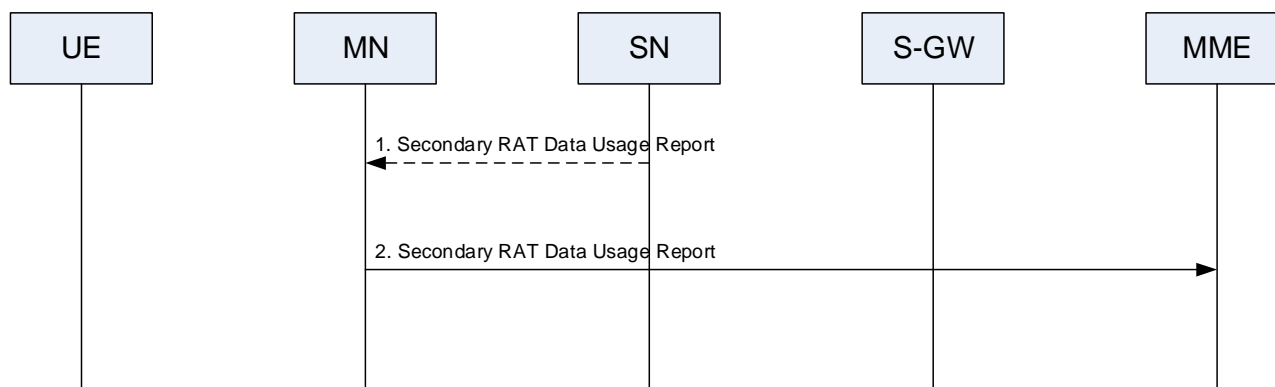 UE
MN
SN
S-GW
MME
1. Secondary RAT Data Usage Report
2. Secondary RAT Data Usage Report